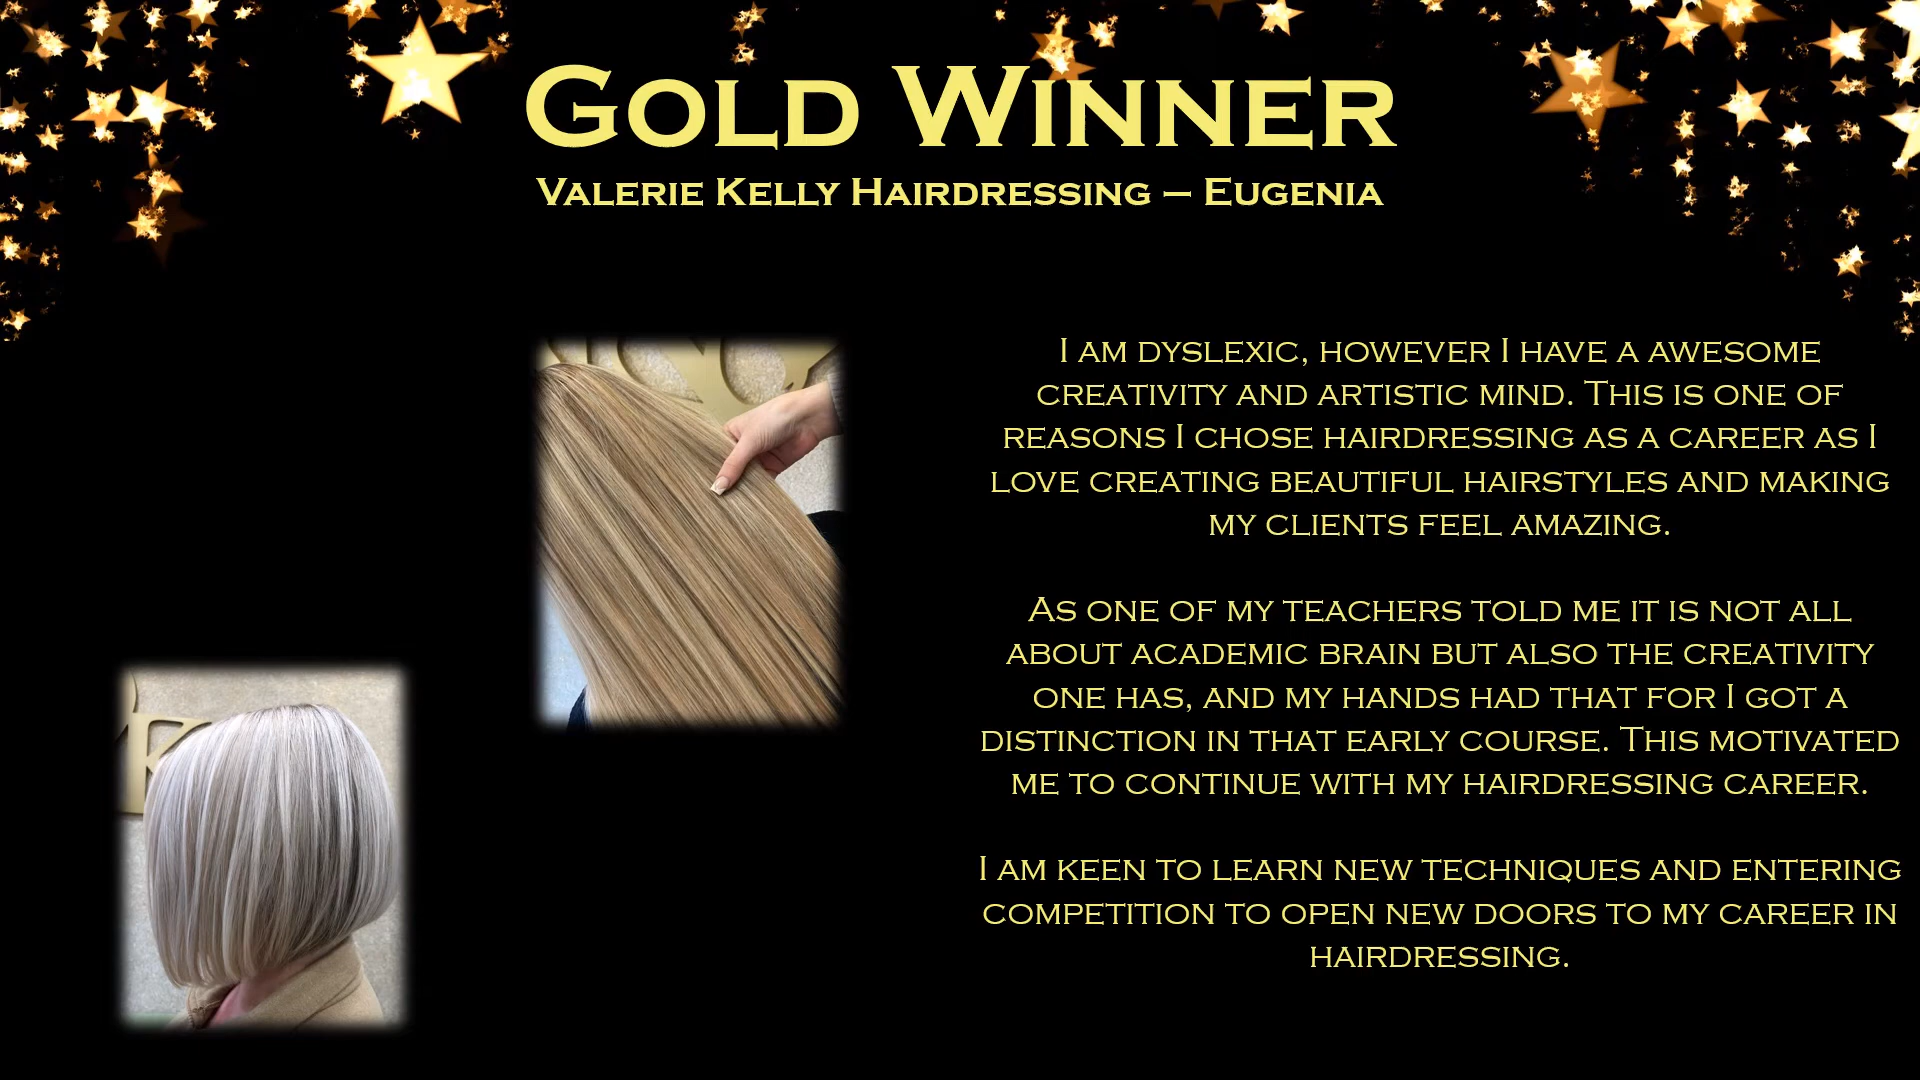 Gold Winner
Valerie Kelly Hairdressing – Eugenia
I am dyslexic, however I have a awesome
creativity and artistic mind. This is one of
reasons I chose hairdressing as a career as I
love creating beautiful hairstyles and making
my clients feel amazing.
As one of my teachers told me it is not all
about academic brain but also the creativity
one has, and my hands had that for I got a
distinction in that early course. This motivated
me to continue with my hairdressing career.
I am keen to learn new techniques and entering
competition to open new doors to my career in
hairdressing.